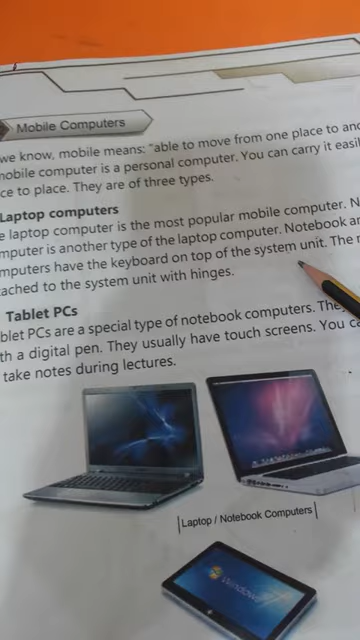 Mobile Computers
we know, mobile means: "able to move from one place to
mobile computer is a personal computer. You can carry it
ce to place. They are of three types.
Laptop computers
e laptop computer is the most popular mobile computer.
mputer is another type of the laptop computer. Notebook
mputers have the keyboard on top of the system unit. The
tached to the system unit with hinges.
Tablet PCs
blet PCs are a special type of notebook computers.
th a digital pen. They usually have touch screens. You
take notes during lectures.
Laptop / Notebook Computers
Windows 7